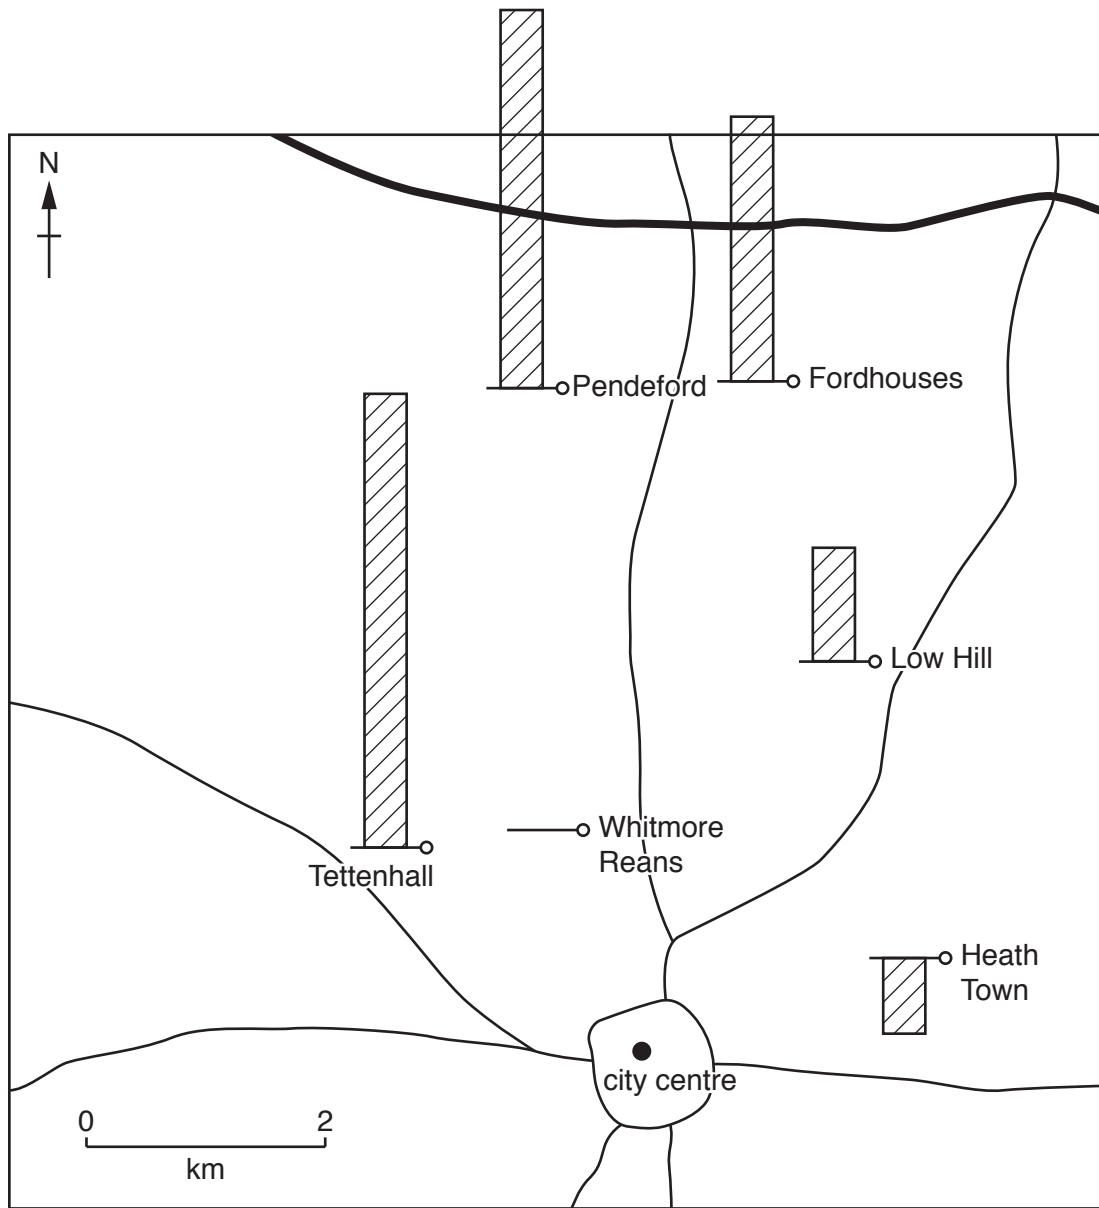 N
Pendeford
Fordhouses
Low Hill
Whitmore
Reans
Tettenhall
Heath
Town
city centre
0 2
km